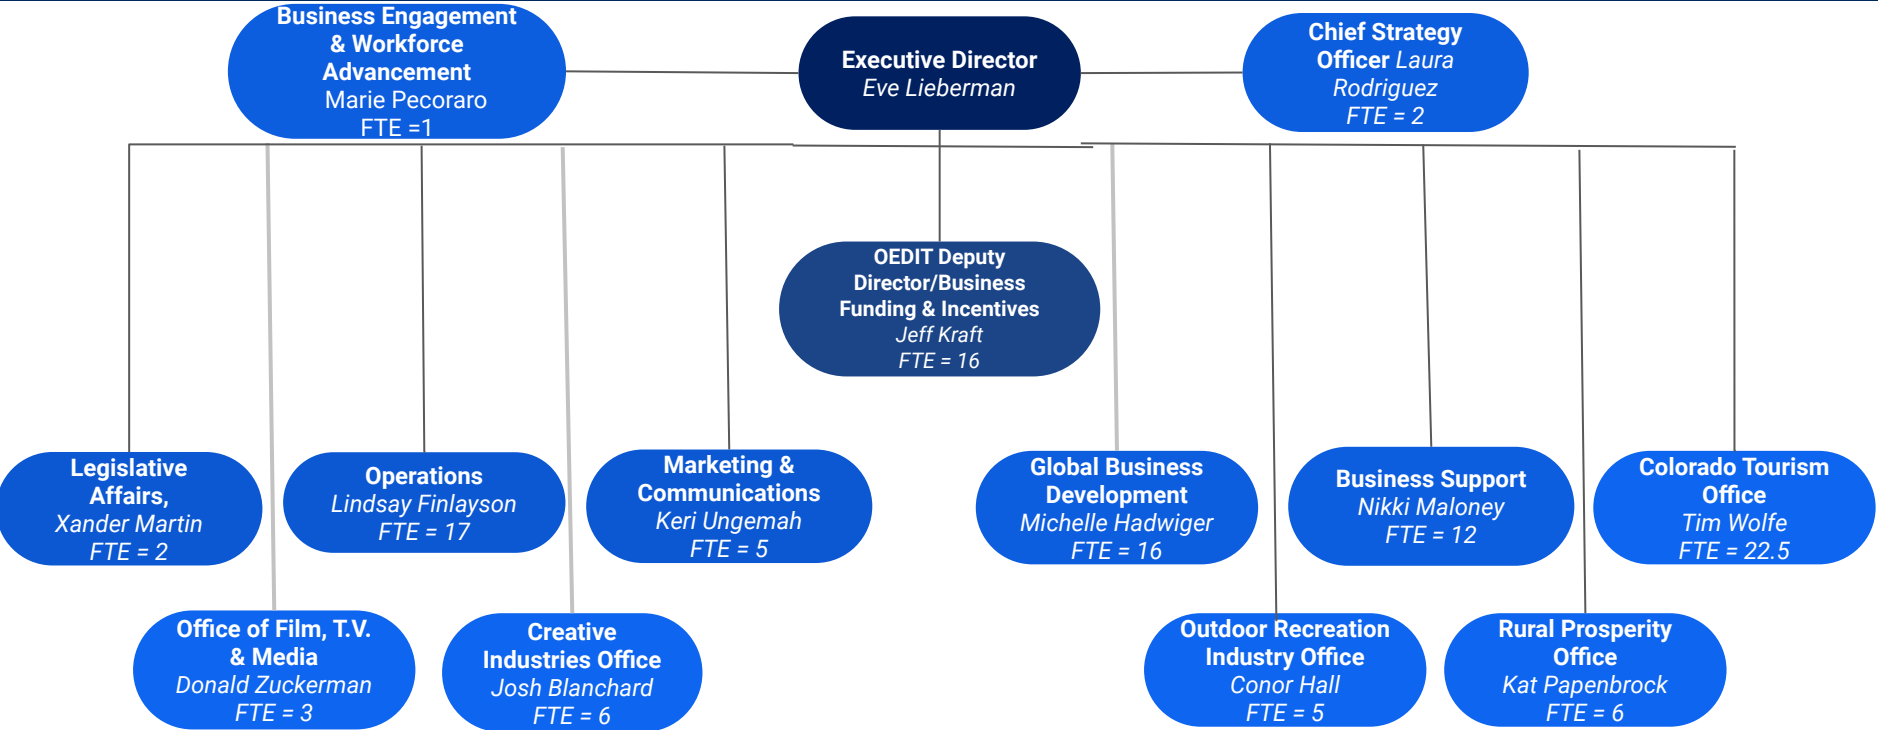 Business Engagement
& Workforce
Advancement
Marie Pecoraro
FTE =1
Executive Director
Eve Lieberman
Chief Strategy
Officer Laura
Rodriguez
FTE = 2
OEDIT Deputy
Director/Business
Funding & Incentives
Jeff Kraft
FTE = 16
Legislative
Affairs,
Xander Martin
FTE = 2
Operations
Lindsay Finlayson
FTE = 17
Marketing &
Communications
Keri Ungemah
FTE = 5
Global Business
Development
Michelle Hadwiger
FTE = 16
Business Support
Nikki Maloney
FTE = 12
Colorado Tourism
Office
Tim Wolfe
FTE = 22.5
Office of Film, T.V.
& Media
Donald Zuckerman
FTE = 3
Creative
Industries Office
Josh Blanchard
FTE = 6
Outdoor Recreation
Industry Office
Conor Hall
FTE = 5
Rural Prosperity
Office
Kat Papenbrock
FTE = 6